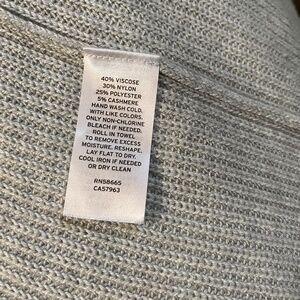 40% VISCOSE
30% NYLON
25% POLYESTER
5% CASHMERE
HAND WASH COLD,
WITH LIKE COLORS.
ONLY NON-CHLORINE
BLEACH IF NEEDED.
ROLL IN TOWEL
TO REMOVE EXCESS
MOISTURE, RESHAPE,
LAY FLAT TO DRY.
COOL IRON IF NEEDED
OR DRY CLEAN
RN58665
CA57963